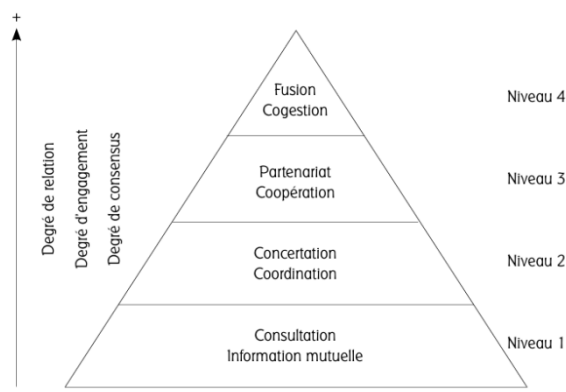 +
Fusion
Cogestion
Niveau 4
Partenariat
Coopération
Niveau 3
Concertation
Coordination
Niveau 2
Consultation
Information mutuelle
Niveau 1
Degré de relation
Degré d'engagement
Degré de consensus